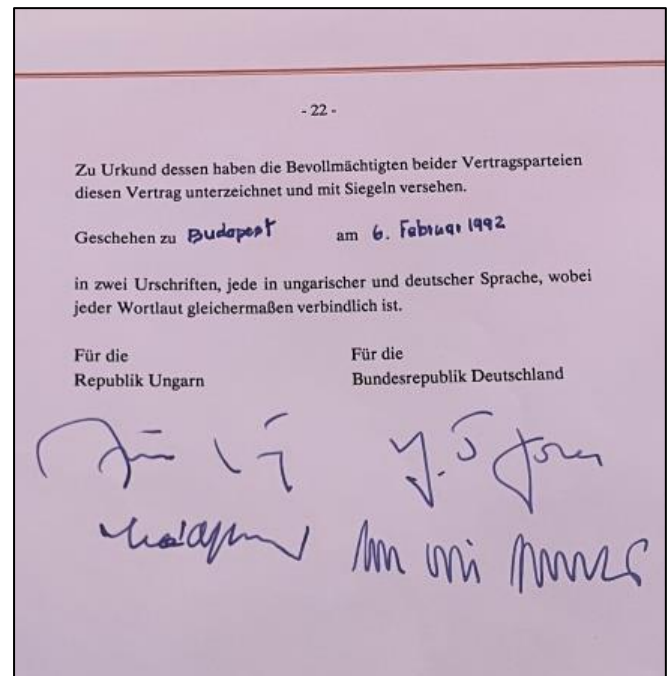 - 22 -
Zu Urkund dessen haben die Bevollmächtigten beider Vertragsparteien
diesen Vertrag unterzeichnet und mit Siegeln versehen.
Geschehen zu Budapest am 6. Februar 1992
in zwei Urschriften, jede in ungarischer und deutscher Sprache, wobei
jeder Wortlaut gleichermaßen verbindlich ist.
Für die Für die
Republik Ungarn Bundesrepublik Deutschland